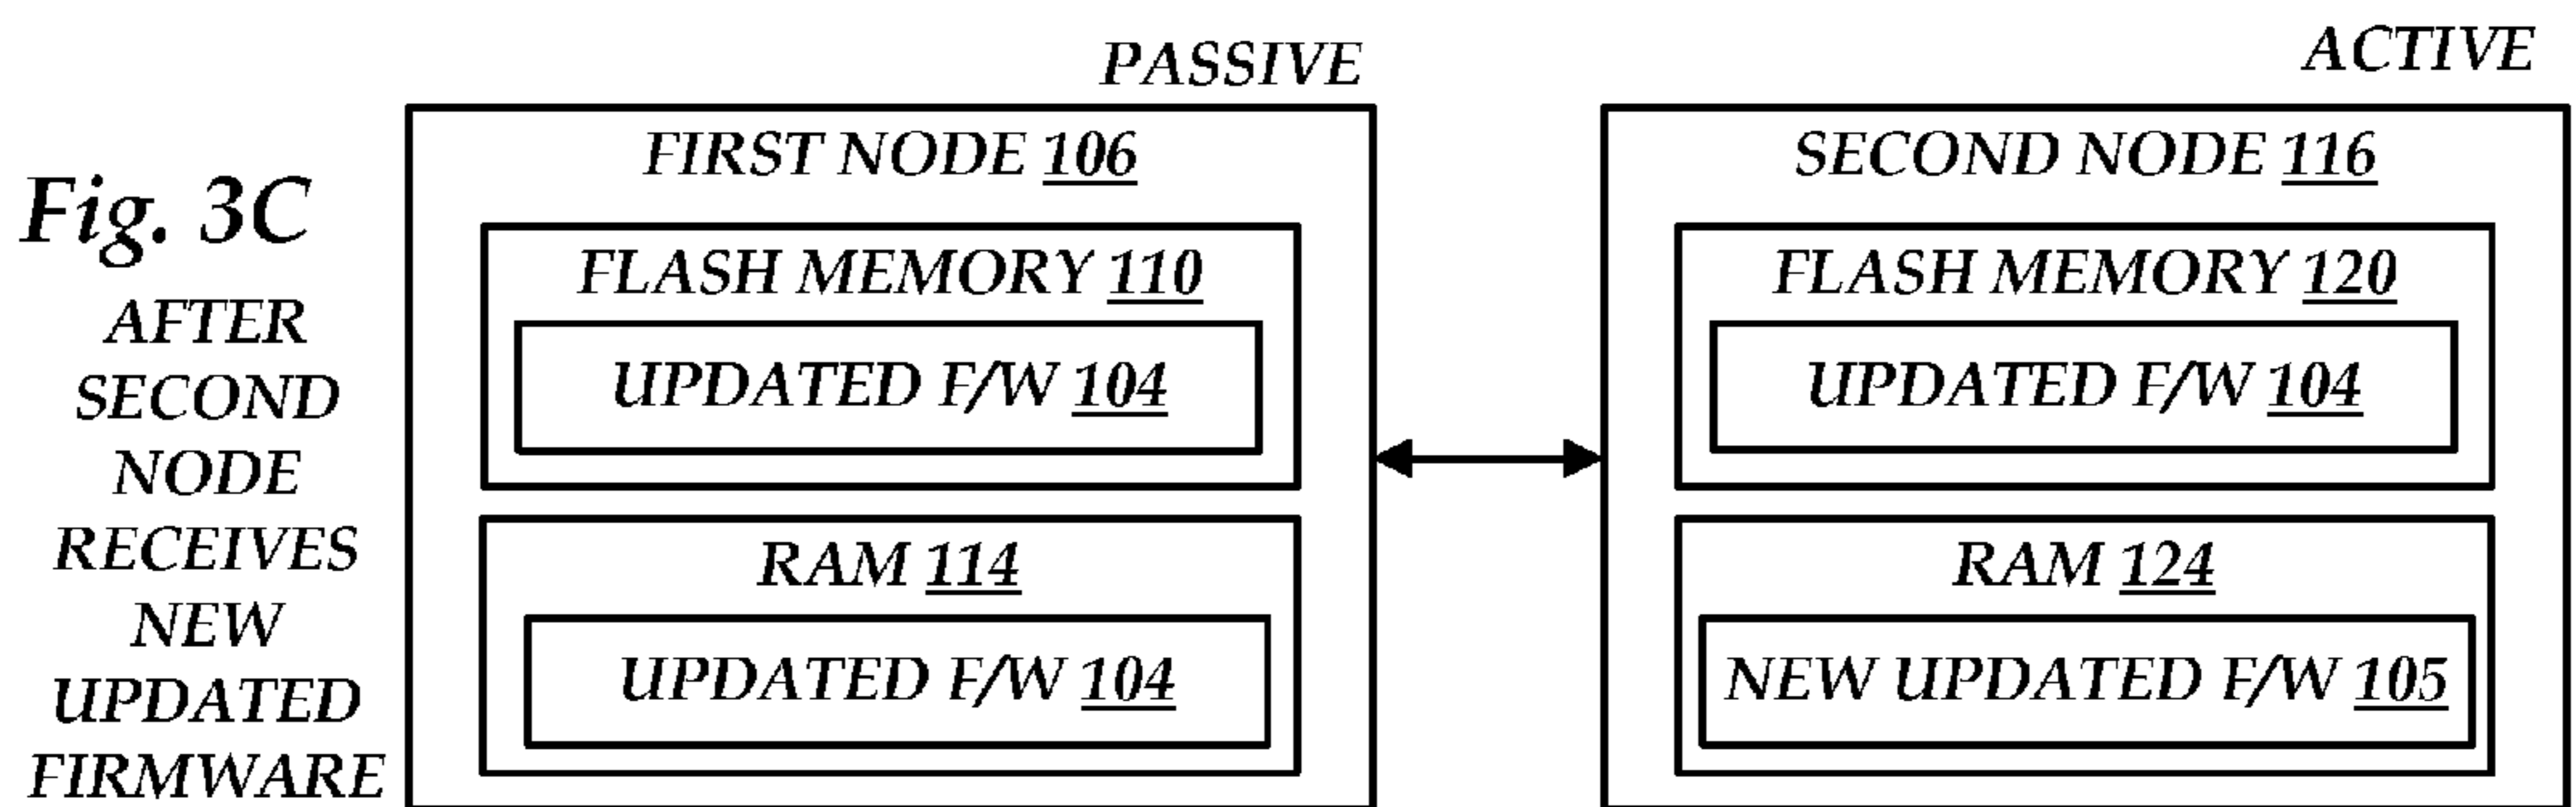 Fig. 3C
AFTER
SECOND
NODE
RECEIVES
NEW
UPDATED
FIRMWARE
PASSIVE
FIRST NODE 106
FLASH MEMORY 110
UPDATED F/W 104
RAM 114
UPDATED F/W 104
ACTIVE
SECOND NODE 116
FLASH MEMORY 120
UPDATED F/W 104
RAM 124
NEW UPDATED F/W 105